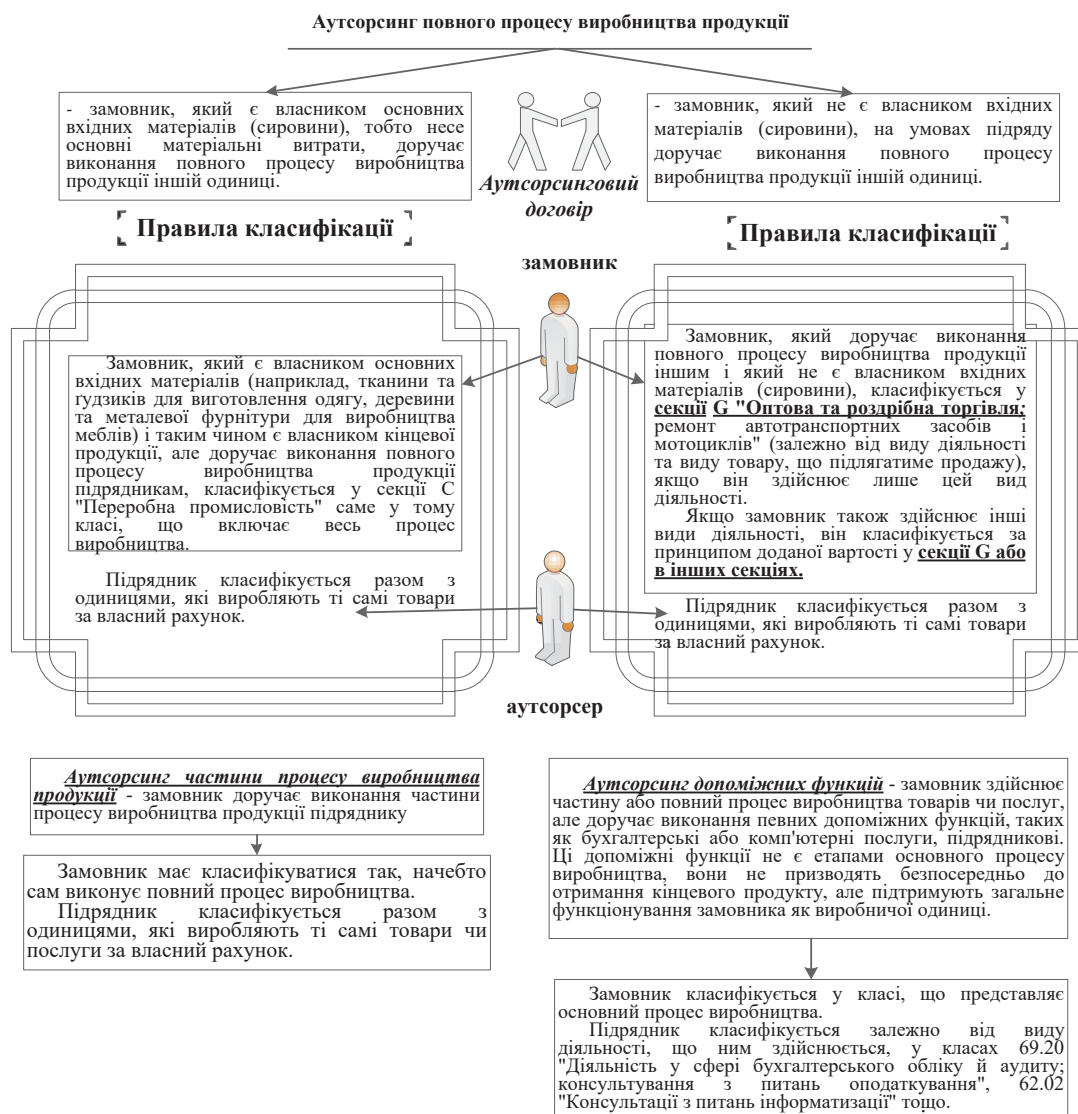 Аутсорсинг повного процесу виробництва продукції
- замовник, який є власником основних
вхідних матеріалів (сировини), тобто несе
основні матеріальні витрати, доручає
виконання повного процесу виробництва
продукції іншій одиниці.
Аутсорсинговий
договір
- замовник, який не є власником вхідних
матеріалів (сировини), на умовах підряду
доручає виконання повного процесу
виробництва продукції іншій одиниці.
Правила класифікації
Правила класифікації
замовник
Замовник, який є власником основних
вхідних матеріалів (наприклад, тканини та
ґудзиків для виготовлення одягу, деревини
та металевої фурнітури для виробництва
меблів) і таким чином є власником кінцевої
продукції, але доручає виконання повного
процесу виробництва продукції
підрядникам, класифікується у секції С
"Переробна промисловість" саме у тому
класі, що включає весь процес
виробництва.
Підрядник класифікується разом з
одиницями, які виробляють ті самі товари
за власний рахунок.
Замовник, який доручає виконання
повного процесу виробництва продукції
іншим і який не є власником вхідних
матеріалів (сировини), класифікується у
секції G "Оптова та роздрібна торгівля;
ремонт автотранспортних засобів і
мотоциклів" (залежно від виду діяльності
та виду товару, що підлягатиме продажу),
якщо він здійснює лише цей вид
діяльності.
Якщо замовник також здійснює інші
види діяльності, він класифікується за
принципом доданої вартості у секції G або
в інших секціях.
Підрядник класифікується разом з
одиницями, які виробляють ті самі товари
за власний рахунок.
аутсорсер
Аутсорсинг частини процесу виробництва
продукції - замовник доручає виконання частини
процесу виробництва продукції підряднику
Замовник має класифікуватися так, начебто
сам виконує повний процес виробництва.
Підрядник класифікується разом з
одиницями, які виробляють ті самі товари чи
послуги за власний рахунок.
Аутсорсинг допоміжних функцій - замовник здійснює
частину або повний процес виробництва товарів чи послуг,
але доручає виконання певних допоміжних функцій, таких
як бухгалтерські або комп'ютерні послуги, підрядникові.
Ці допоміжні функції не є етапами основного процесу
виробництва, вони не призводять безпосередньо до
отримання кінцевого продукту, але підтримують загальне
функціонування замовника як виробничої одиниці.
Замовник класифікується у класі, що представляє
основний процес виробництва.
Підрядник класифікується залежно від виду
діяльності, що ним здійснюється, у класах 69.20
"Діяльність у сфері бухгалтерського обліку й аудиту;
консультування з питань оподаткування", 62.02
"Консультації з питань інформатизації" тощо.